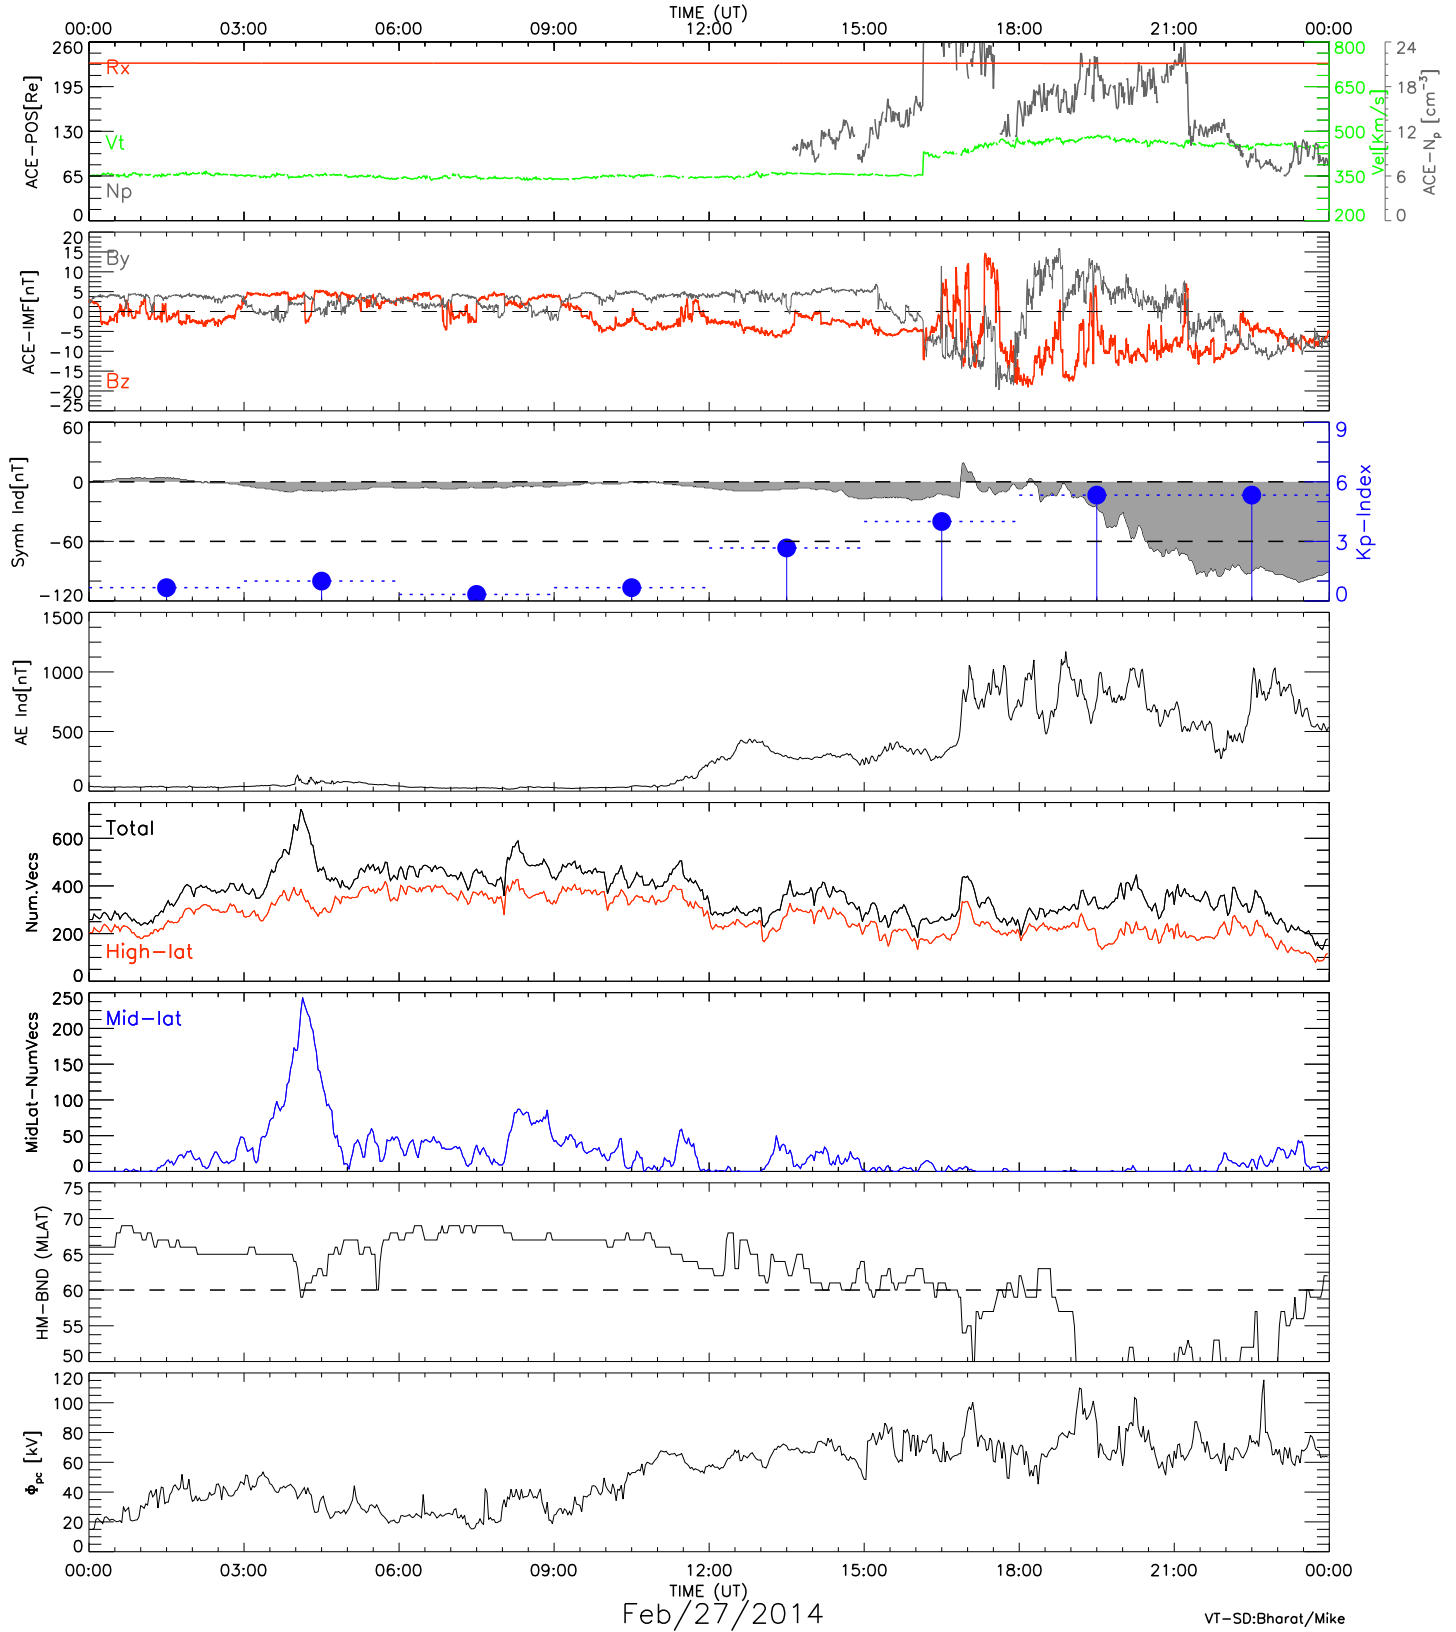 TIME (UT)
00:00 03:00 06:00 09:00 12:00 15:00 18:00 21:00 00:00
ACE-POS[Re]
260
195
130
65
0
Rx
Vt
Np
800
650
500
350
200
Vel[Km/s]
24
18
12
6
0
ACE-Np [cm-3]
ACE-IMF[nT]
20
15
10
5
0
-5
-10
-15
-20
-25
By
Bz
Symh Ind[nT]
60
0
-60
-120
9
6
3
0
Kp-Index
AE Ind[nT]
1500
1000
500
0
Num.Vecs
600
400
200
0
Total
High-lat
MidLat-NumVecs
250
200
150
100
50
0
Mid-lat
HM-BND (MLAT)
75
70
65
60
55
50
Φpc [kV]
120
100
80
60
40
20
0
00:00 03:00 06:00 09:00 12:00 15:00 18:00 21:00 00:00
TIME (UT)
Feb/27/2014
VT-SD:Bharat/Mike